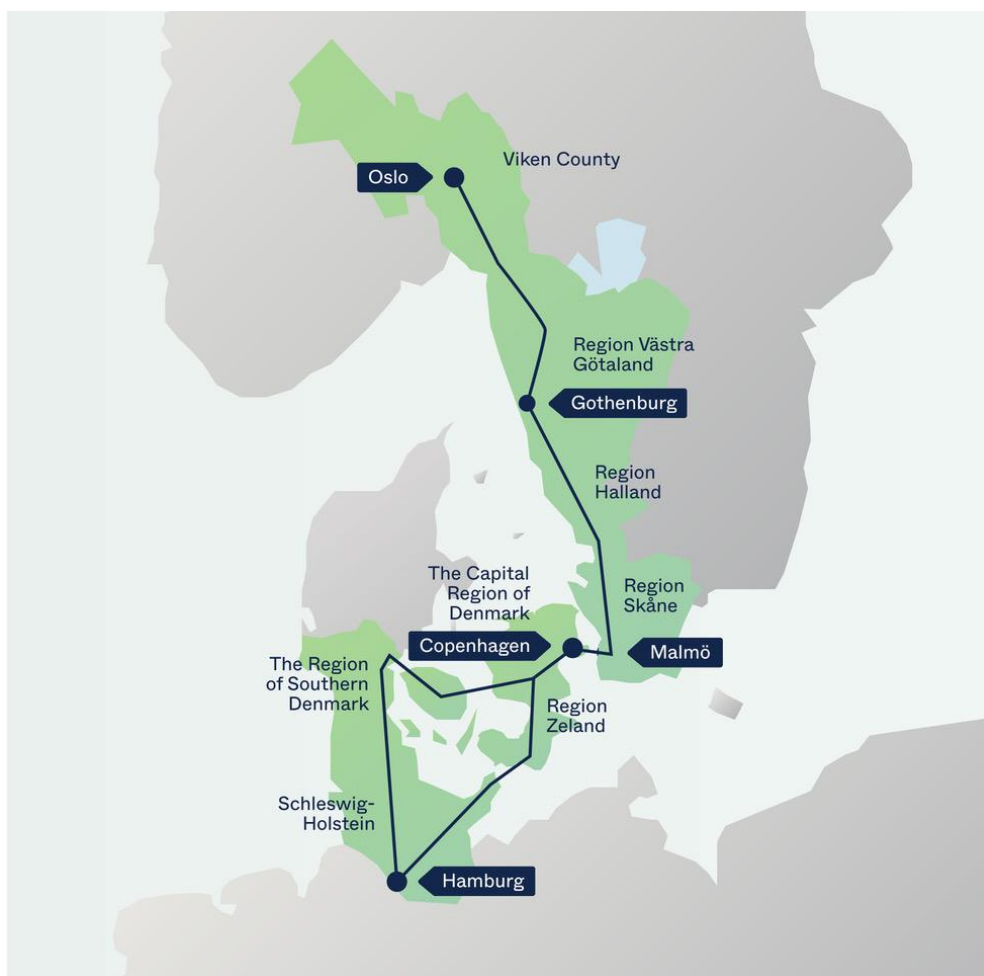 Viken County
Oslo
Region Västra
Götaland
Gothenburg
Region
Halland
The Capital
Region of
Denmark
Region
Skåne
Copenhagen
Malmö
The Region
of Southern
Denmark
Region
Zeland
Schleswig-
Holstein
Hamburg